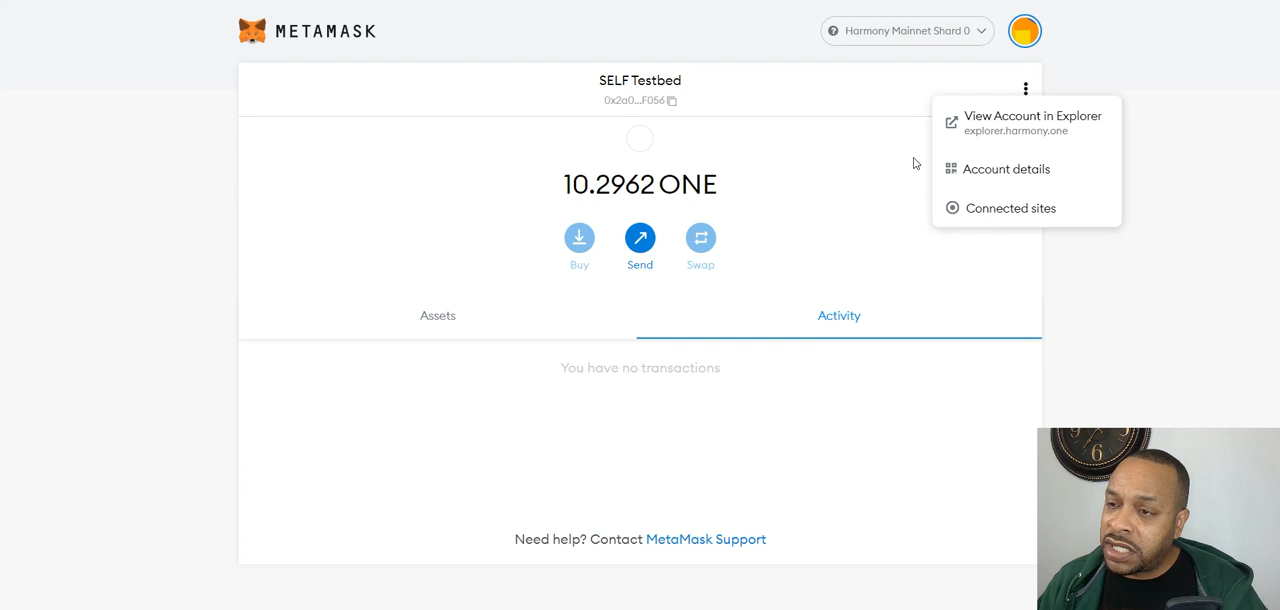 METAMASK
Harmony Mainnet Shard 0
SELF Testbed
0x2a0...F056
View Account in Explorer
explorer.harmony.one
Account details
Connected sites
10.2962 ONE
Buy
Send
Swap
Assets
Activity
You have no transactions
Need help? Contact MetaMask Support
6